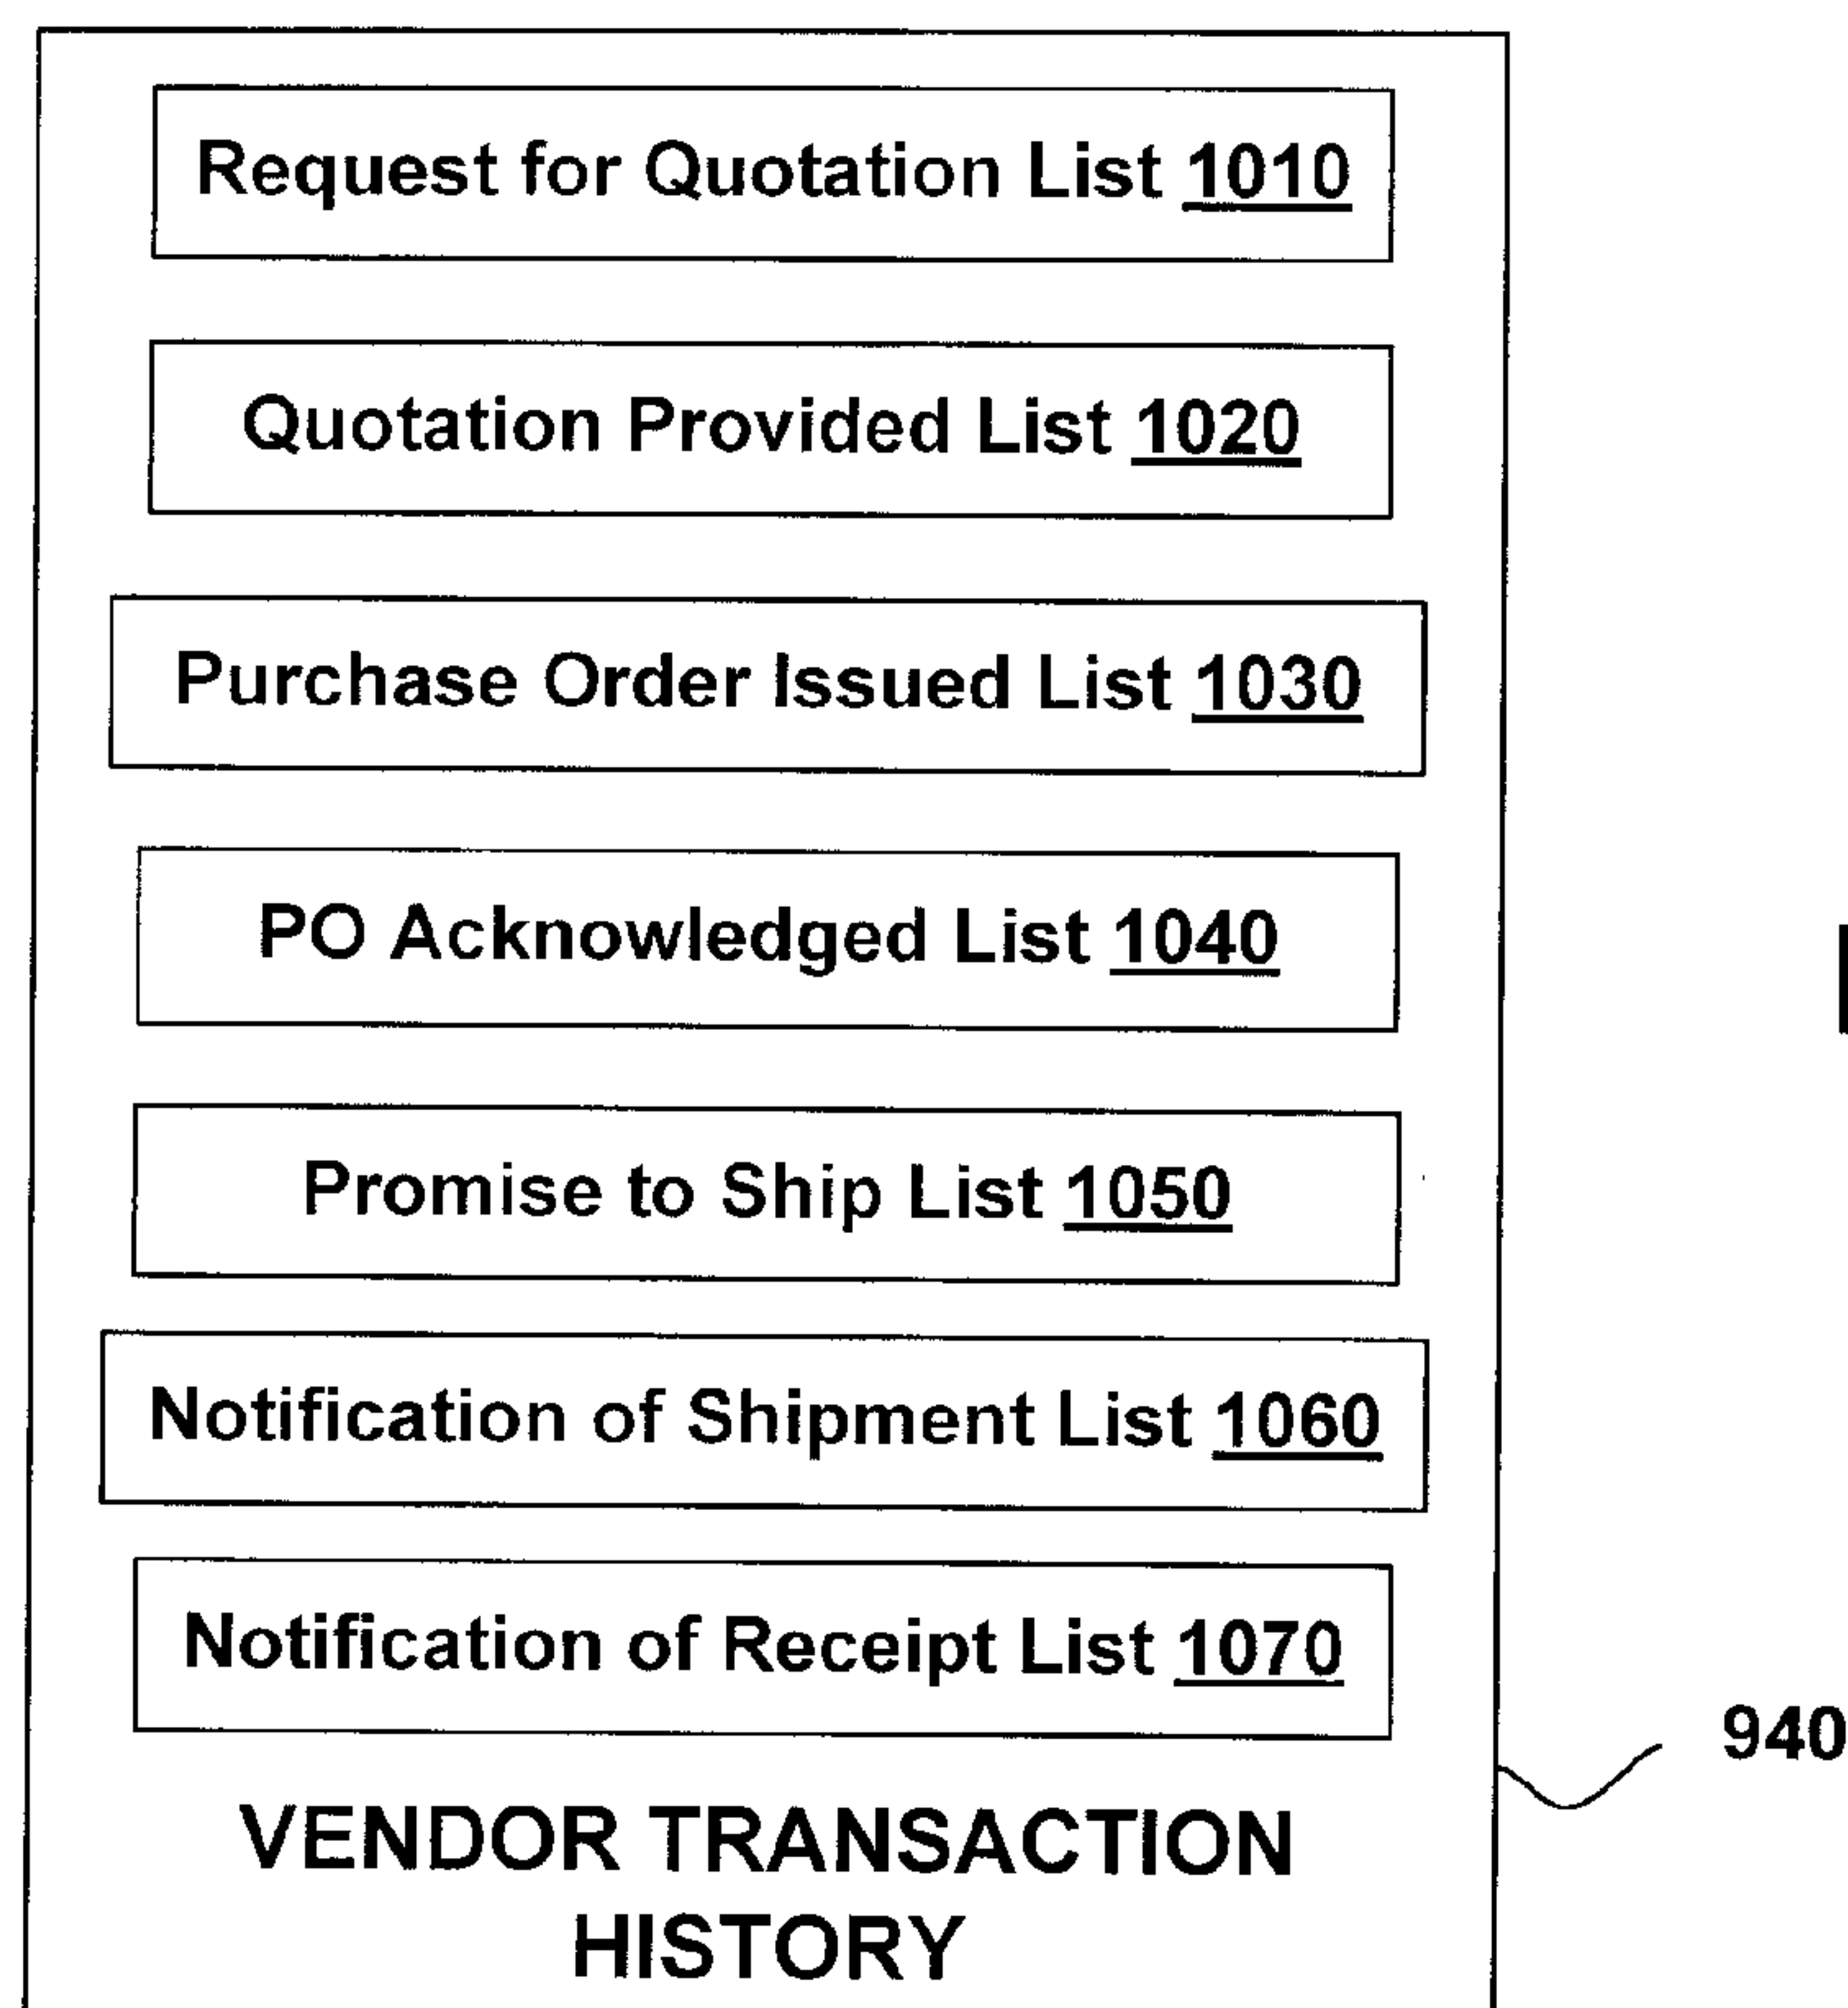 Request for Quotation List 1010
Quotation Provided List 1020
Purchase Order Issued List 1030
PO Acknowledged List 1040
Promise to Ship List 1050
Notification of Shipment List 1060
Notification of Receipt List 1070
940
VENDOR TRANSACTION
HISTORY